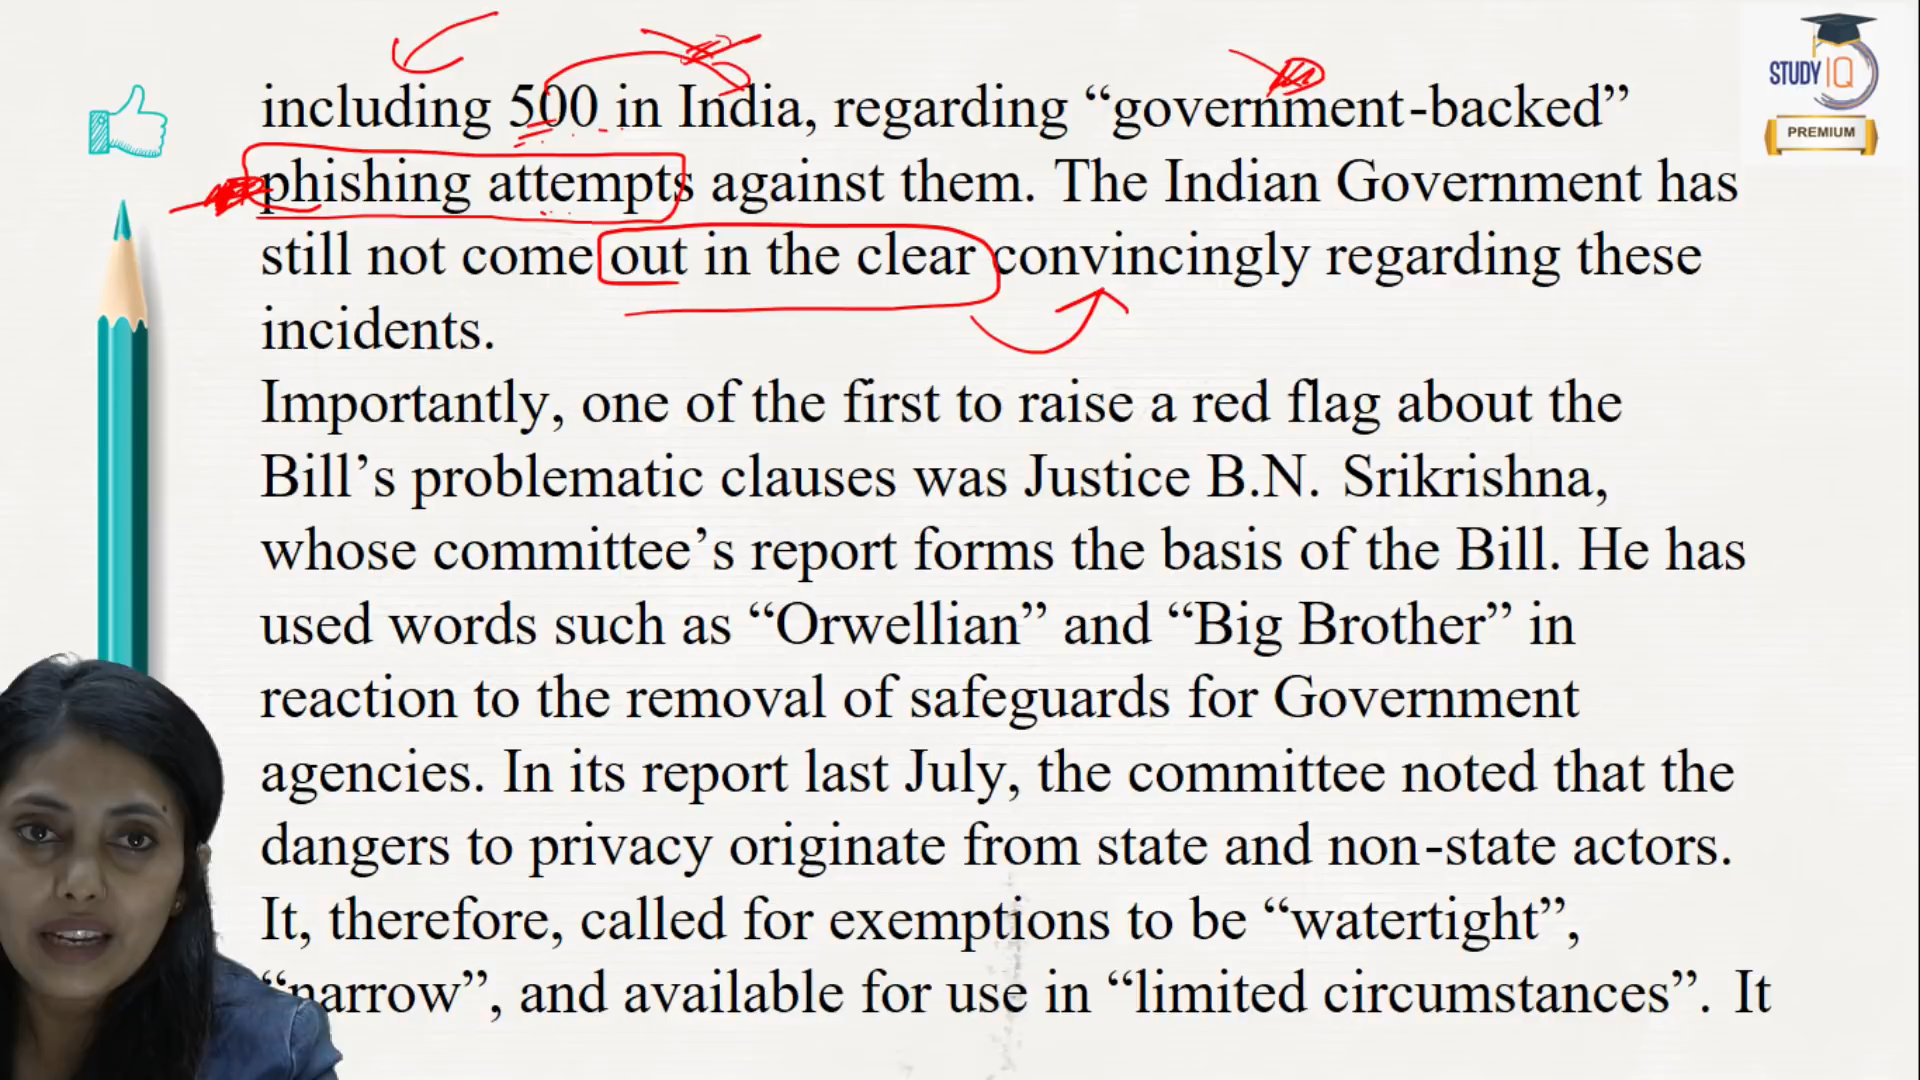 including 500 in India, regarding “government-backed”
phishing attempts against them. The Indian Government has
still not come out in the clear convincingly regarding these
incidents.
Importantly, one of the first to raise a red flag about the
Bill’s problematic clauses was Justice B.N. Srikrishna,
whose committee’s report forms the basis of the Bill. He has
used words such as “Orwellian” and “Big Brother” in
reaction to the removal of safeguards for Government
agencies. In its report last July, the committee noted that the
dangers to privacy originate from state and non-state actors.
It, therefore, called for exemptions to be “watertight”,
“narrow”, and available for use in “limited circumstances”. It
STUDY IQ
PREMIUM